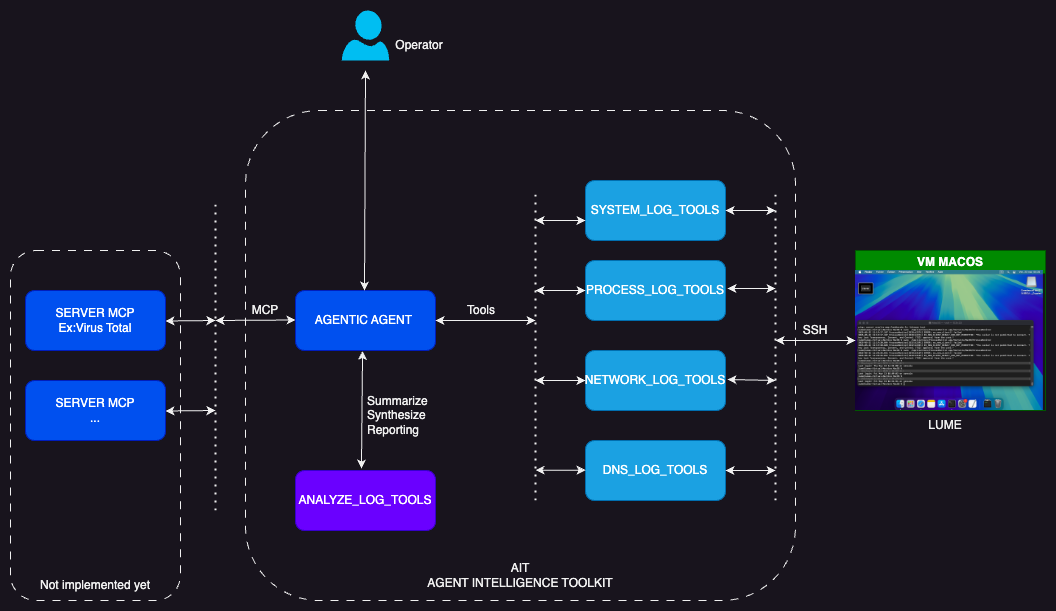 Operator
SYSTEM_LOG_TOOLS
PROCESS_LOG_TOOLS
NETWORK_LOG_TOOLS
DNS_LOG_TOOLS
SERVER MCP
Ex:Virus Total
SERVER MCP
...
Not implemented yet
MCP
AGENTIC AGENT
Tools
Summarize
Synthesize
Reporting
ANALYZE_LOG_TOOLS
SSH
VM MACOS
LUME
AIT
AGENT INTELLIGENCE TOOLKIT